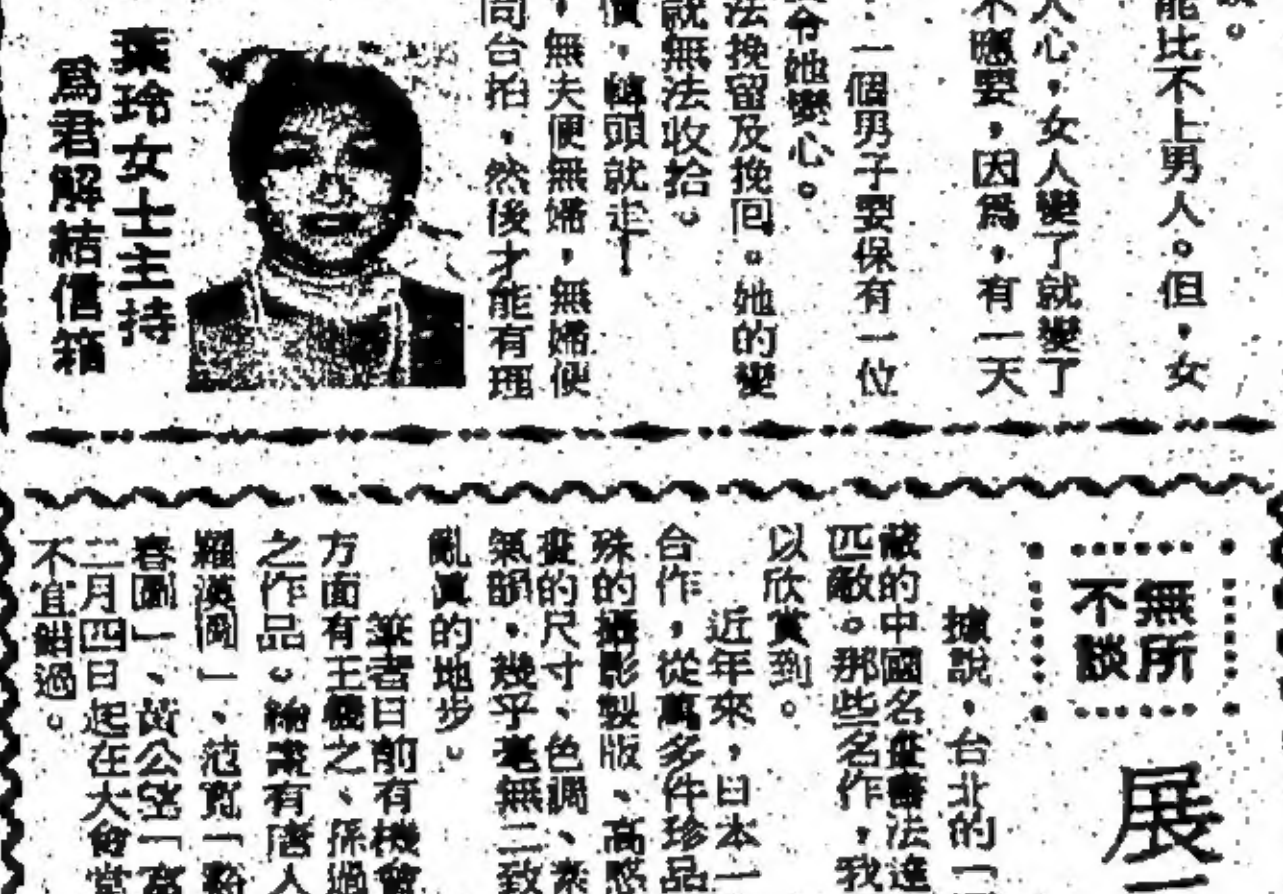 能比不上男人。但，女
人心，女人變了就變了
不應要，因爲，有一天
一個男子要保有一位
令她變心。
法挽留及挽回。她的變
就無法收拾。
價，轉頭就走
，無夫便無婦，無婦便
同台拍，然後才能有理
葉玲女士主持
爲君解結信箱
無所
不談
展
據說，台北的「
藏的中國名畫書法達
匹敵。那些名作，我
以欣賞到。
近年來，日本一
合作，從萬多件珍品
殊的攝影製版、高
畫的尺寸、色調、
氣韻，幾乎毫無二致
亂眞的地步。
筆者日前有機會
方面有王羲之、孫過
之作品。繪畫有唐人
羅漢圖」、范寬「谿
春圖」、黃公望「富
二月四日起在大會堂
不宜錯過。